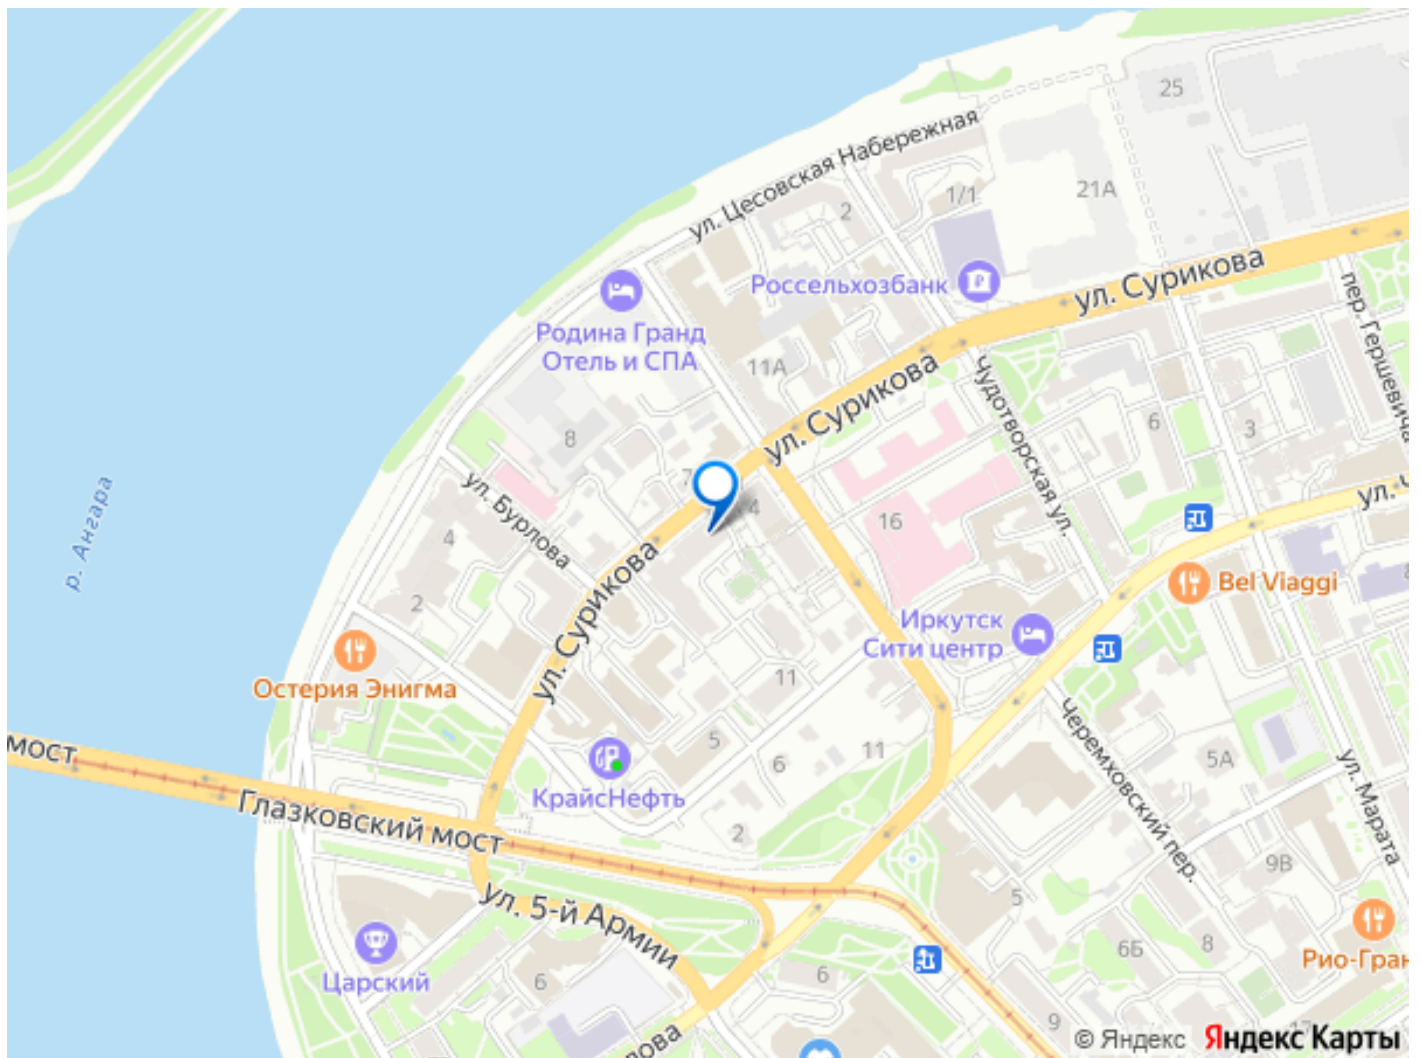 25
ул. Цесовская Набережная
21А
1/1
2
ул. Сурикова
Россельхозбанк
пер. Гершевича
Родина Гранд
Отель и СПА
11А
ул. Сурикова
Чудотворская ул.
6
3
8
7
4
16
ул. Бурлова
4
р. Ангара
2
ул. Сурикова
Bel Viaggi
8
Иркутск
Сити центр
Остерия Энигма
11
5
11
6
5А
мост
КрайсНефть
Черемховский пер.
ул. Марата
Глазковский мост
2
9В
5
ул. 5-й Армии
6Б
8
Царский
6
6
Рио-Гран
9
© Яндекс
Яндекс Карты